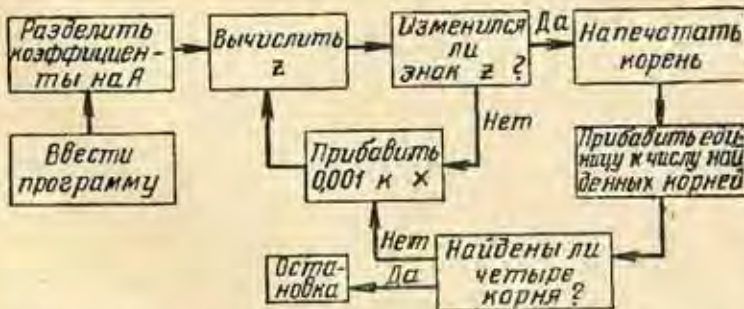 Разделить
коэффициен-
ты на А
Вычислить
z
Изменился
ли
знак z ?
Да
Напечатать
корень
Нет
Ввести
программу
Прибавить
0,001 к x
Прибавить еди-
ницу к числу най-
денных корней
Нет
Найдены ли
четыре
корня ?
Да
Оста-
новка